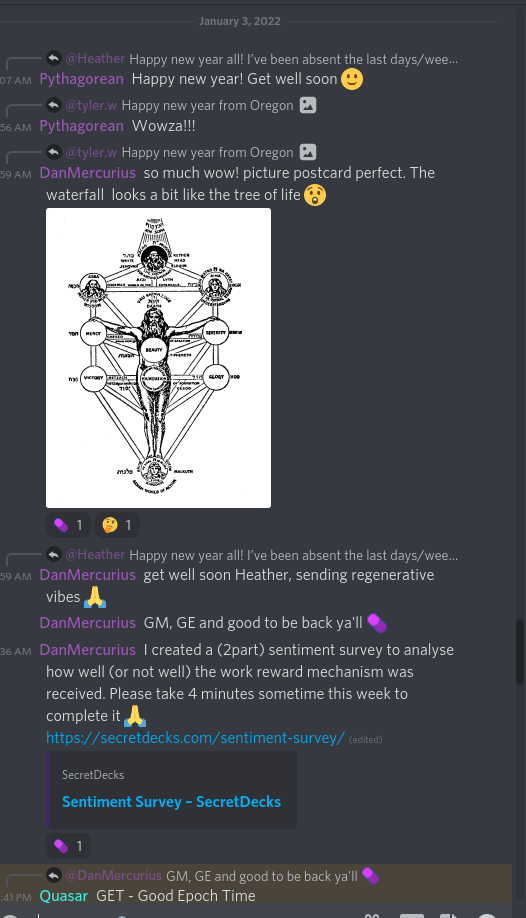 January 3, 2022
@Heather Happy new year all! I've been absent the last days/wee...
07 AM Pythagorean Happy new year! Get well soon
@tyler.w Happy new year from Oregon
56 AM Pythagorean Wowza!!!
@tyler.w Happy new year from Oregon
59 AM DanMercurius so much wow! picture postcard perfect. The
waterfall looks a bit like the tree of life
KETHER
WHITE HEAD
MERCY
SEVERITY
BEAUTY
TIPHERETH
VICTORY
FOUNDATION
GLORY
HOD
MALKUTH
1
1
@Heather Happy new year all! I've been absent the last days/wee...
59 AM DanMercurius get well soon Heather, sending regenerative
vibes
DanMercurius GM, GE and good to be back ya'll
36 AM DanMercurius I created a (2part) sentiment survey to analyse
how well (or not well) the work reward mechanism was
received. Please take 4 minutes sometime this week to
complete it
https://secretdecks.com/sentiment-survey/ (edited)
SecretDecks
Sentiment Survey – SecretDecks
1
@DanMercurius GM, GE and good to be back ya'll
:41 PM Quasar GET - Good Epoch Time